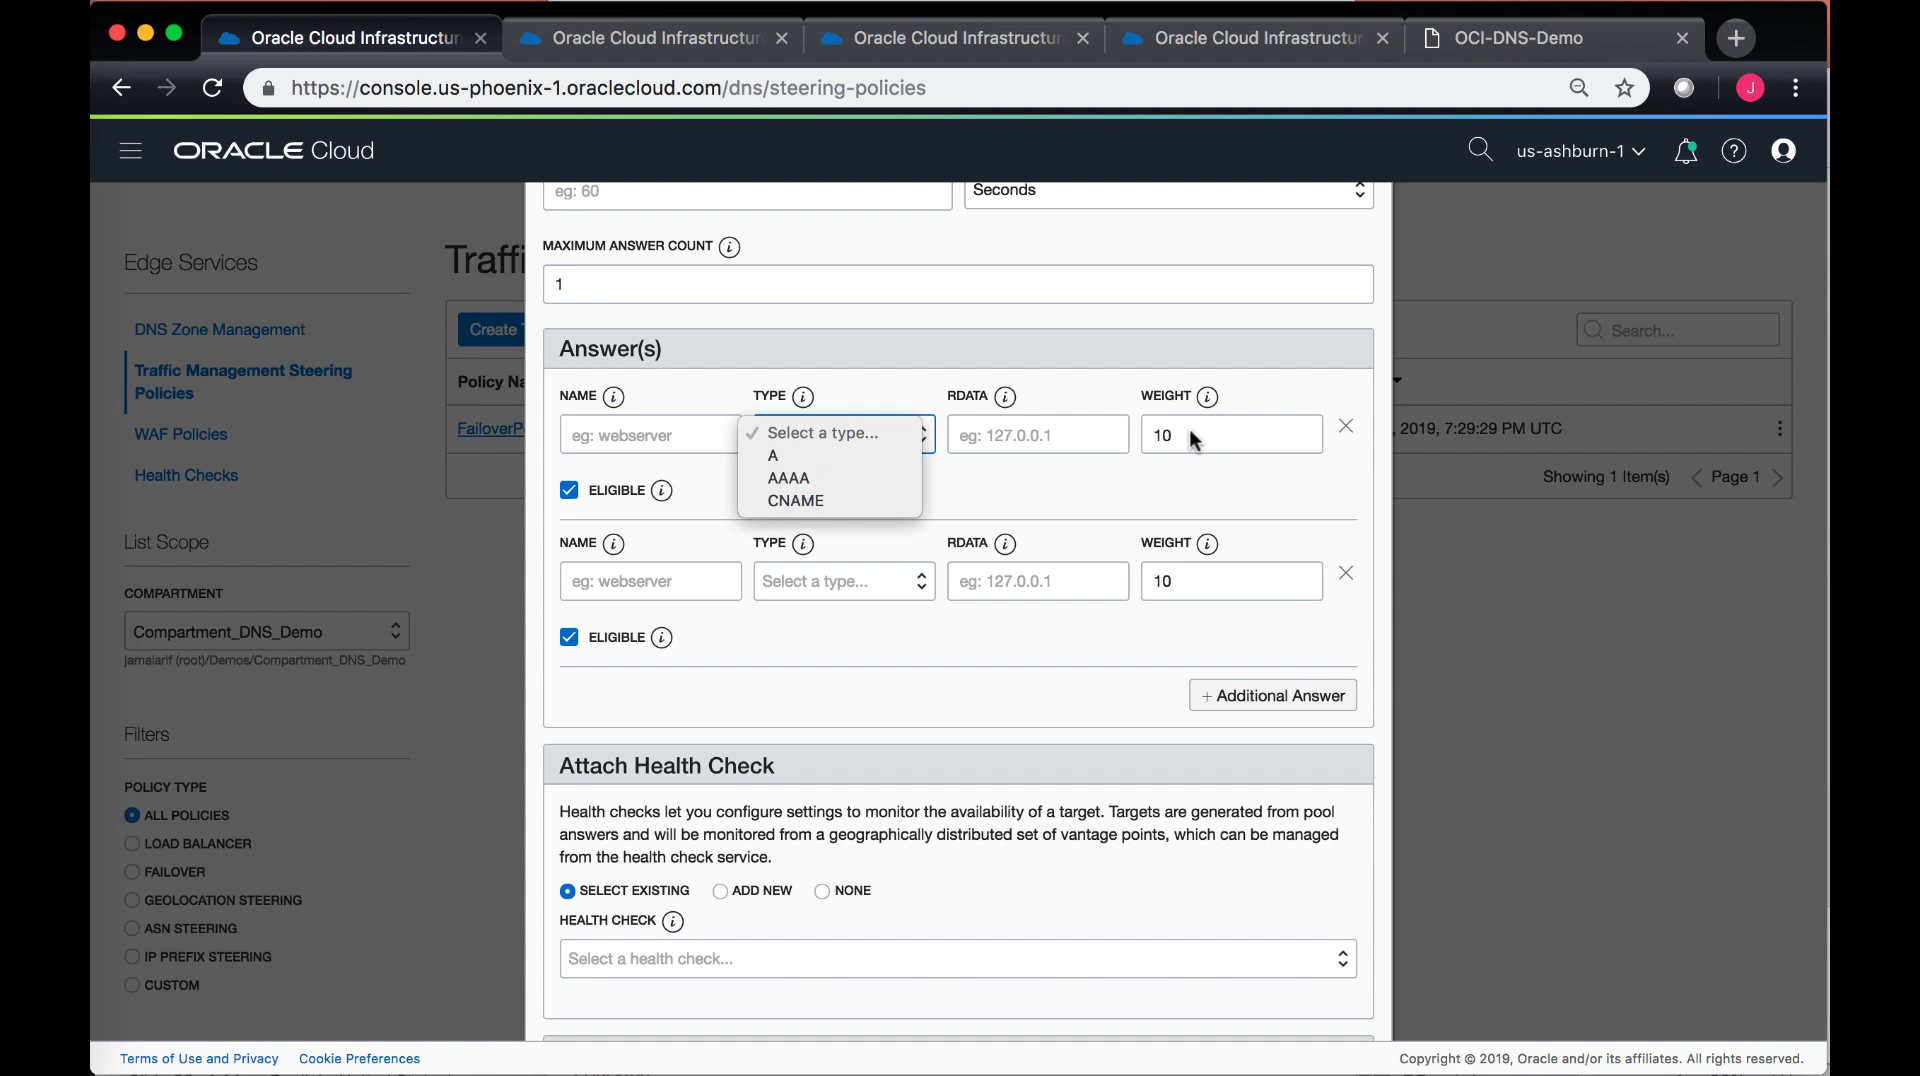 Oracle Cloud Infrastructur
Oracle Cloud Infrastructur
Oracle Cloud Infrastructur
Oracle Cloud Infrastructur
OCI-DNS-Demo
https://console.us-phoenix-1.oraclecloud.com/dns/steering-policies
J
ORACLE Cloud
us-ashburn-1
eg: 60
Seconds
MAXIMUM ANSWER COUNT
1
Edge Services
DNS Zone Management
Traffic Management Steering
Policies
WAF Policies
Health Checks
List Scope
COMPARTMENT
Compartment_DNS_Demo
jamalarif (root)/Demos/Compartment_DNS_Demo
Filters
POLICY TYPE
ALL POLICIES
LOAD BALANCER
FAILOVER
GEOLOCATION STEERING
ASN STEERING
IP PREFIX STEERING
CUSTOM
Traffi
Create
Policy Na
FailoverP
Search...
, 2019, 7:29:29 PM UTC
Showing 1 Item(s) < Page 1 >
Answer(s)
NAME TYPE RDATA WEIGHT
eg: webserver
Select a type...
A
AAAA
CNAME
eg: 127.0.0.1
10
ELIGIBLE
NAME TYPE RDATA WEIGHT
eg: webserver Select a type... eg: 127.0.0.1 10
ELIGIBLE
+ Additional Answer
Attach Health Check
Health checks let you configure settings to monitor the availability of a target. Targets are generated from pool
answers and will be monitored from a geographically distributed set of vantage points, which can be managed
from the health check service.
SELECT EXISTING ADD NEW NONE
HEALTH CHECK
Select a health check...
Terms of Use and Privacy Cookie Preferences
Copyright © 2019, Oracle and/or its affiliates. All rights reserved.